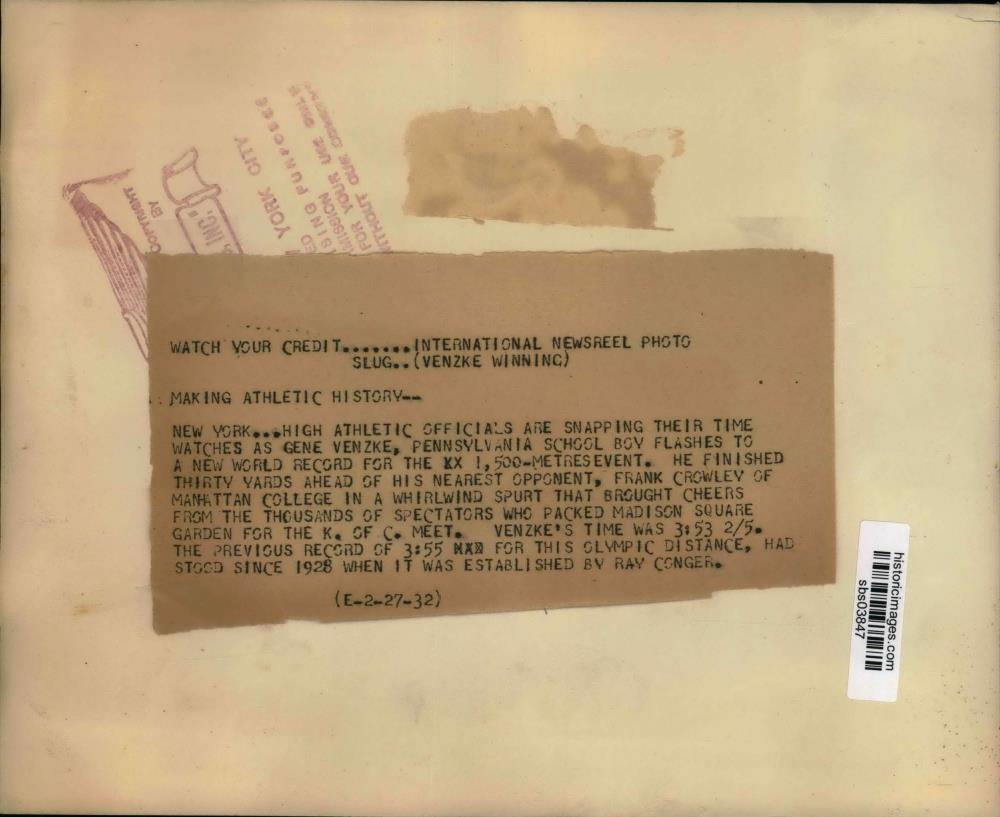 COPYRIGHT
BY
INC.
YORK CITY
WATCH YOUR CREDIT.......INTERNATIONAL NEWSREEL PHOTO
SLUG..(VENZKE WINNING)
MAKING ATHLETIC HISTORY--
NEW YORK...HIGH ATHLETIC OFFICIALS ARE SNAPPING THEIR TIME
WATCHES AS GENE VENZKE, PENNSYLVANIA SCHOOL BOY FLASHES TO
A NEW WORLD RECORD FOR THE XX 1,500-METRESEVENT. HE FINISHED
THIRTY YARDS AHEAD OF HIS NEAREST OPPONENT, FRANK CROWLEY OF
MANHATTAN COLLEGE IN A WHIRLWIND SPURT THAT BROUGHT CHEERS
FROM THE THOUSANDS OF SPECTATORS WHO PACKED MADISON SQUARE
GARDEN FOR THE K. OF C. MEET. VENZKE'S TIME WAS 3:53 2/5.
THE PREVIOUS RECORD OF 3:55 XXX FOR THIS OLYMPIC DISTANCE, HAD
STOOD SINCE 1928 WHEN IT WAS ESTABLISHED BY RAY CONGER.
(E-2-27-32)
historicimages.com
sbs03847